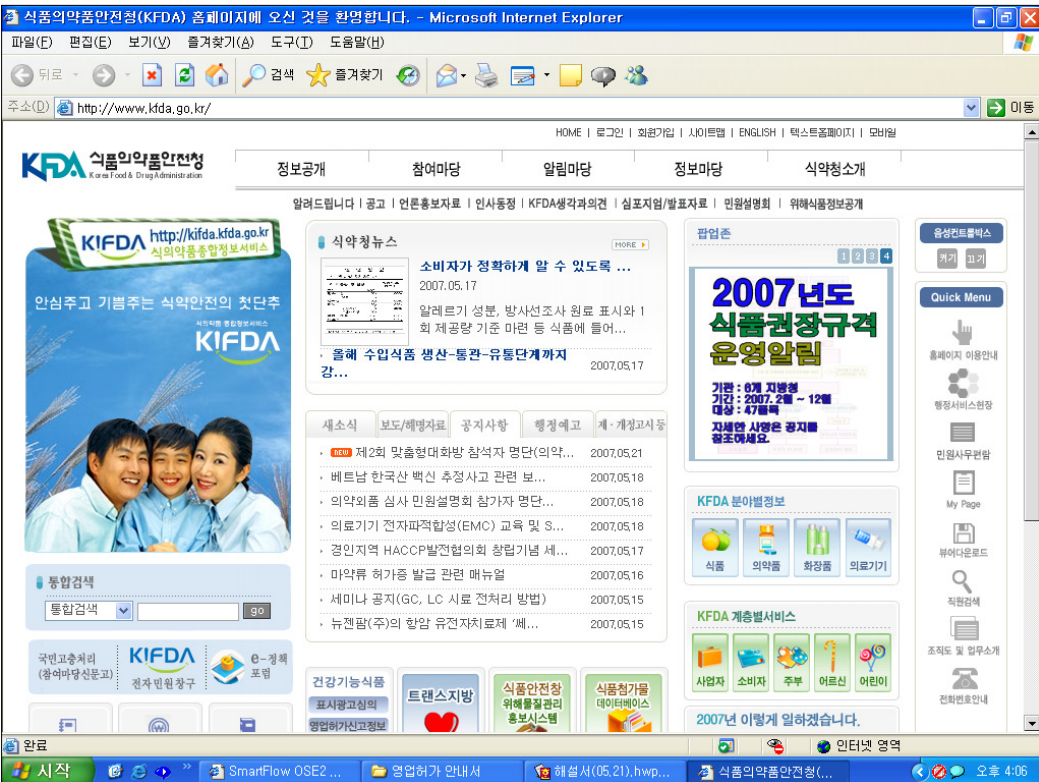 식품의약품안전청(KFDA) 홈페이지에 오신 것을 환영합니다. - Microsoft Internet Explorer
파일(F) 편집(E) 보기(V) 즐겨찾기(A) 도구(T) 도움말(H)
뒤로 검색 즐겨찾기
주소(D) http://www.kfda.go.kr/ 이동
HOME | 로그인 | 회원가입 | 사이트맵 | ENGLISH | 텍스트홈페이지 | 모바일
KFDA 식품의약품안전청
Korea Food & Drug Administration
정보공개 참여마당 알림마당 정보마당 식약청소개
알려드립니다 | 공고 | 언론홍보자료 | 인사동정 | KFDA생각과의견 | 심포지엄/발표자료 | 민원설명회 | 위해식품정보공개
KIFDA http://kifda.kfda.go.kr
식의약품종합정보서비스
안심주고 기쁨주는 식약안전의 첫단추
식의약품 통합정보서비스
KIFDA
통합검색
통합검색 go
국민고충처리
(참여마당신문고)
KIFDA
전자민원창구
e-정책
포럼
식약청뉴스 MORE
소비자가 정확하게 알 수 있도록 ...
2007.05.17
알레르기 성분, 방사선조사 원료 표시와 1
회 제공량 기준 마련 등 식품에 들어...
올해 수입식품 생산-통관-유통단계까지
강... 2007.05.17
새소식 보도/해명자료 공지사항 행정예고 제·개정고시등
new 제2회 맞춤형대화방 참석자 명단(의약... 2007.05.21
베트남 한국산 백신 추정사고 관련 보... 2007.05.18
의약외품 심사 민원설명회 참가자 명단... 2007.05.18
의료기기 전자파적합성(EMC) 교육 및 S... 2007.05.18
경인지역 HACCP발전협의회 창립기념 세... 2007.05.17
마약류 허가증 발급 관련 매뉴얼 2007.05.16
세미나 공지(GC, LC 시료 전처리 방법) 2007.05.15
뉴젠팜(주)의 항암 유전자치료제 '쎄... 2007.05.15
건강기능식품
표시광고심의
영업허가신고정보
트랜스지방
식품안전창
위해물질관리
홍보시스템
식품첨가물
데이터베이스
팝업존
1 2 3 4
2007년도
식품권장규격
운영알림
기관 : 6개 지방청
기간 : 2007. 2월 ~ 12월
대상 : 47품목
자세한 사항은 공지를
참조하세요.
KFDA 분야별정보
식품 의약품 화장품 의료기기
KFDA 계층별서비스
사업자 소비자 주부 어르신 어린이
2007년 이렇게 일하겠습니다.
음성컨트롤박스
켜기 끄기
Quick Menu
홈페이지 이용안내
행정서비스헌장
민원사무편람
My Page
뷰어다운로드
직원검색
조직도 및 업무소개
전화번호안내
완료 인터넷 영역
시작 SmartFlow OSE2 ... 영업허가 안내서 해설서(05.21).hwp... 식품의약품안전청(... 오후 4:06